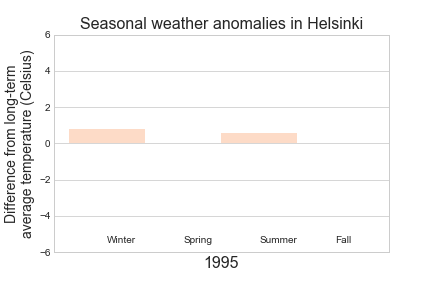 Seasonal weather anomalies in Helsinki
Difference from long-term
average temperature (Celsius)
6
4
2
0
−2
−4
−6
Winter Spring Summer Fall
1995